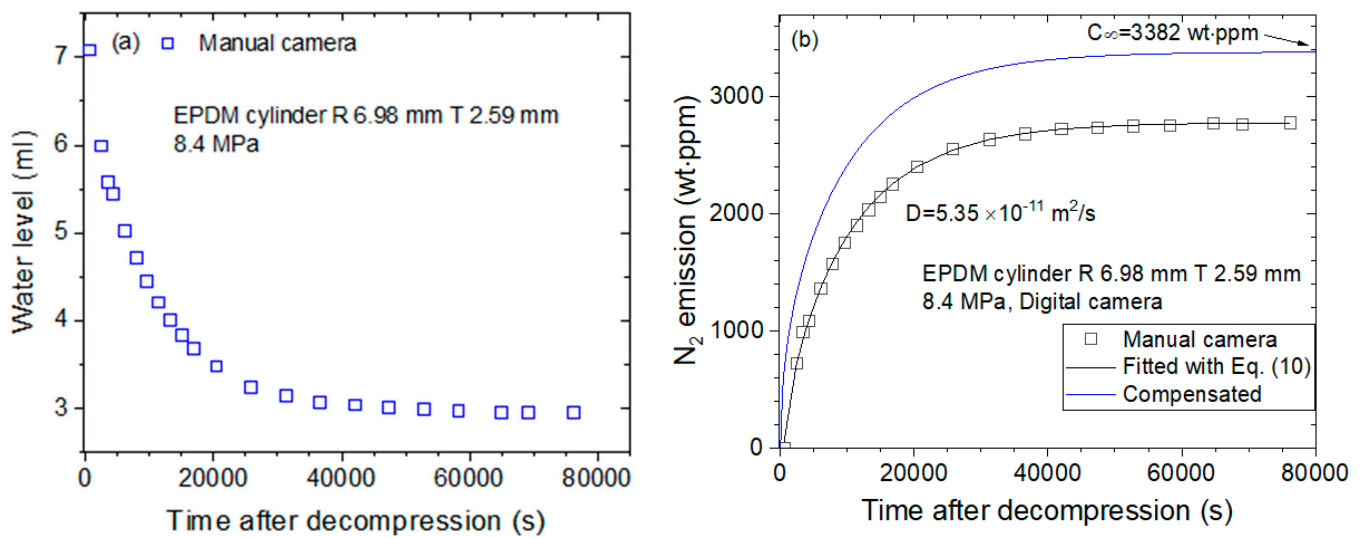 (a) Manual camera
EPDM cylinder R 6.98 mm T 2.59 mm
8.4 MPa
Water level (ml)
7
6
5
4
3
0 20000 40000 60000 80000
Time after decompression (s)
(b)
C∞=3382 wt·ppm
D=5.35 ×10⁻¹¹ m²/s
EPDM cylinder R 6.98 mm T 2.59 mm
8.4 MPa, Digital camera
Manual camera
Fitted with Eq. (10)
Compensated
N₂ emission (wt·ppm)
3000
2000
1000
0
0 20000 40000 60000 80000
Time after decompression (s)